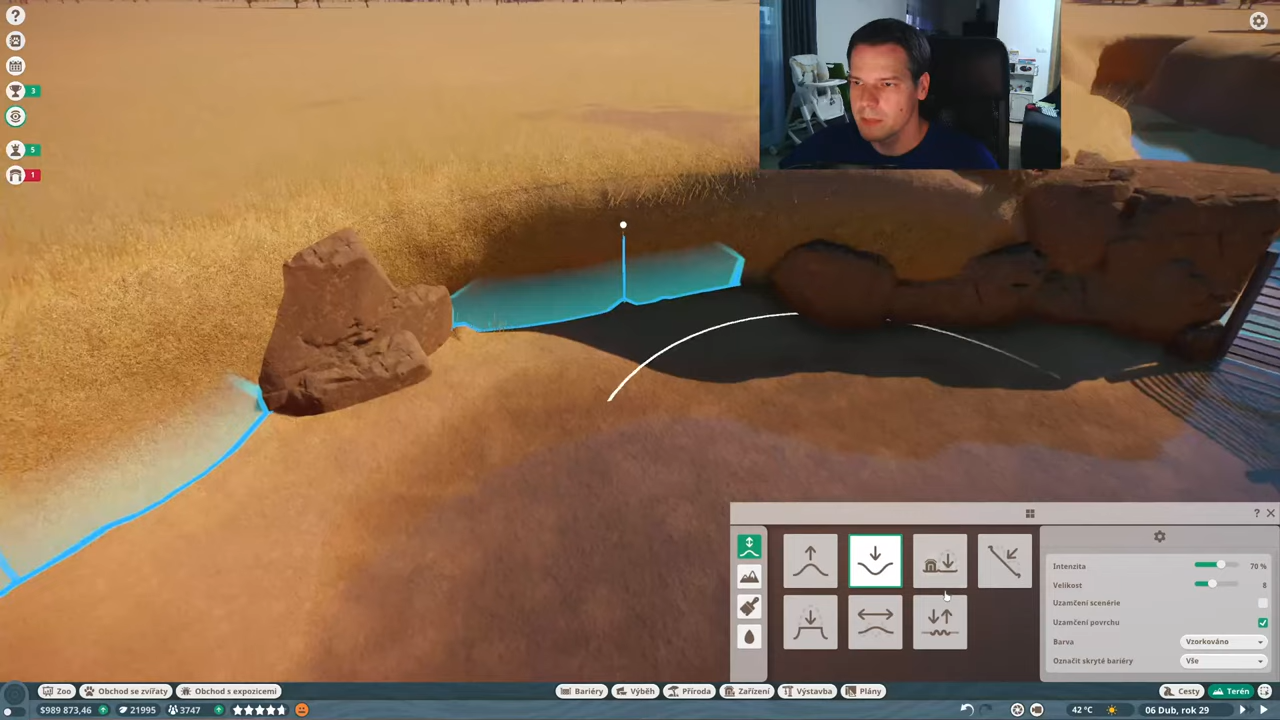 ?
3
5
1
? ×
Intenzita 70 %
Velikost 8
Uzamčení scenérie
Uzamčení povrchu
Barva Vzorkováno
Označit skryté bariéry Vše
Zoo Obchod se zvířaty Obchod s expozicemi Bariéry Výběh Příroda Zařízení Výstavba Plány Cesty Terén
$989 873,46 21995 3747 42 °C 06 Dub, rok 29